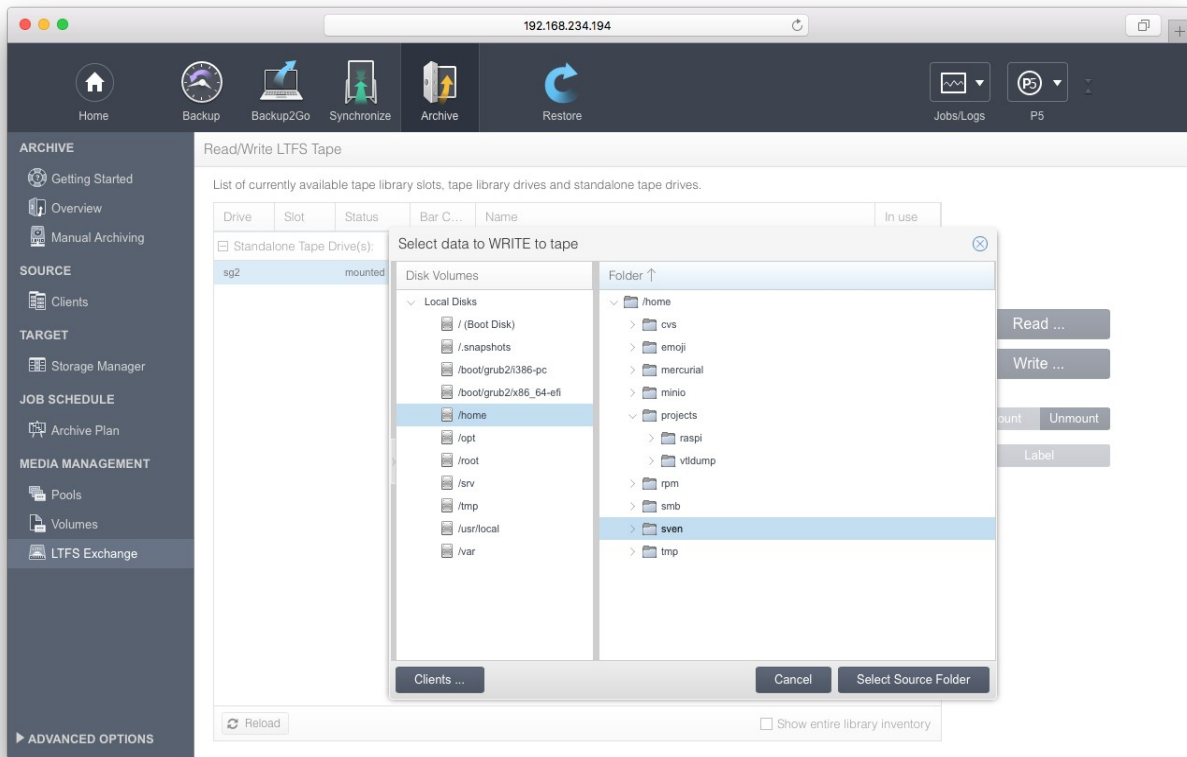 192.168.234.194
Home
Backup
Backup2Go
Synchronize
Archive
Restore
Jobs/Logs
P5
P5
ARCHIVE
Getting Started
Overview
Manual Archiving
SOURCE
Clients
TARGET
Storage Manager
JOB SCHEDULE
Archive Plan
MEDIA MANAGEMENT
Pools
Volumes
LTFS Exchange
ADVANCED OPTIONS
Read/Write LTFS Tape
List of currently available tape library slots, tape library drives and standalone tape drives.
Drive Slot Status Bar C... Name In use
Standalone Tape Drive(s):
sg2 mounted
Select data to WRITE to tape
Disk Volumes
Local Disks
/ (Boot Disk)
/.snapshots
/boot/grub2/i386-pc
/boot/grub2/x86_64-efi
/home
/opt
/root
/srv
/tmp
/usr/local
/var
Folder
/home
cvs
emoji
mercurial
minio
projects
raspi
vtldump
rpm
smb
sven
tmp
Clients ...
Cancel
Select Source Folder
Read ...
Write ...
ount Unmount
Label
Reload
Show entire library inventory